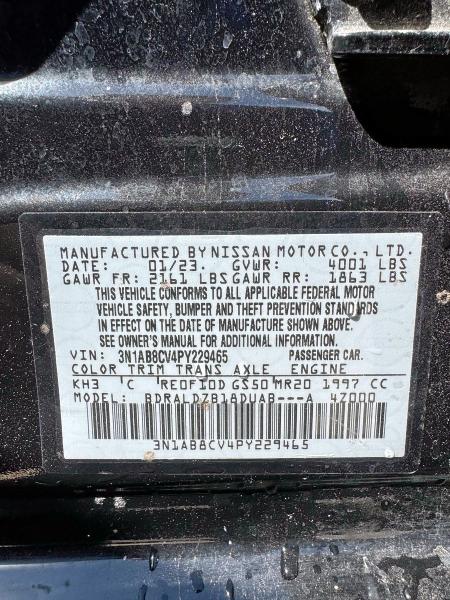 MANUFACTURED BY NISSAN MOTOR CO., LTD.
DATE: 01/23. GVWR: 4001 LBS
GAWR FR: 2161 LBS GAWR RR: 1863 LBS
THIS VEHICLE CONFORMS TO ALL APPLICABLE FEDERAL MOTOR
VEHICLE SAFETY, BUMPER AND THEFT PREVENTION STANDARDS
IN EFFECT ON THE DATE OF MANUFACTURE SHOWN ABOVE.
SEE OWNER'S MANUAL FOR ADDITIONAL INFORMATION.
VIN: 3N1AB8CV4PY229465 PASSENGER CAR.
COLOR TRIM TRANS AXLE ENGINE
KH3 'C RE0F10D GS50 MR20 1997 CC
MODEL: BDRALDZB18DUAB---A 4Z000
3N1AB8CV4PY229465